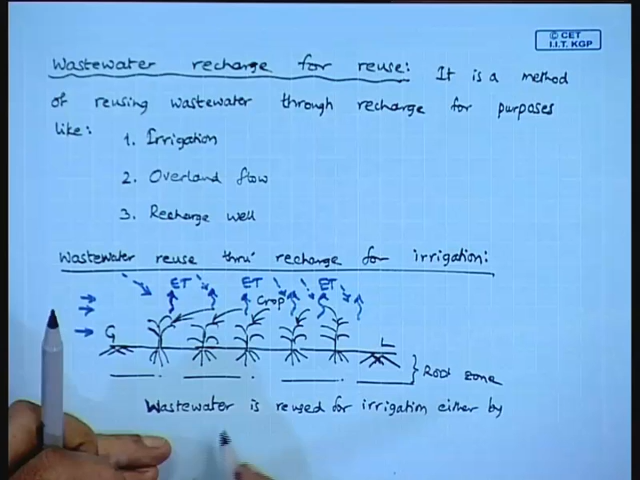 © CET
I.I.T. KGP
Wastewater recharge for reuse: It is a method
of reusing wastewater through recharge for purposes
like:
1. Irrigation
2. Overland flow
3. Recharge well
Wastewater reuse thru' recharge for irrigation:
ET ET ET
Crop
G L
Root zone
Wastewater is reused for irrigation either by